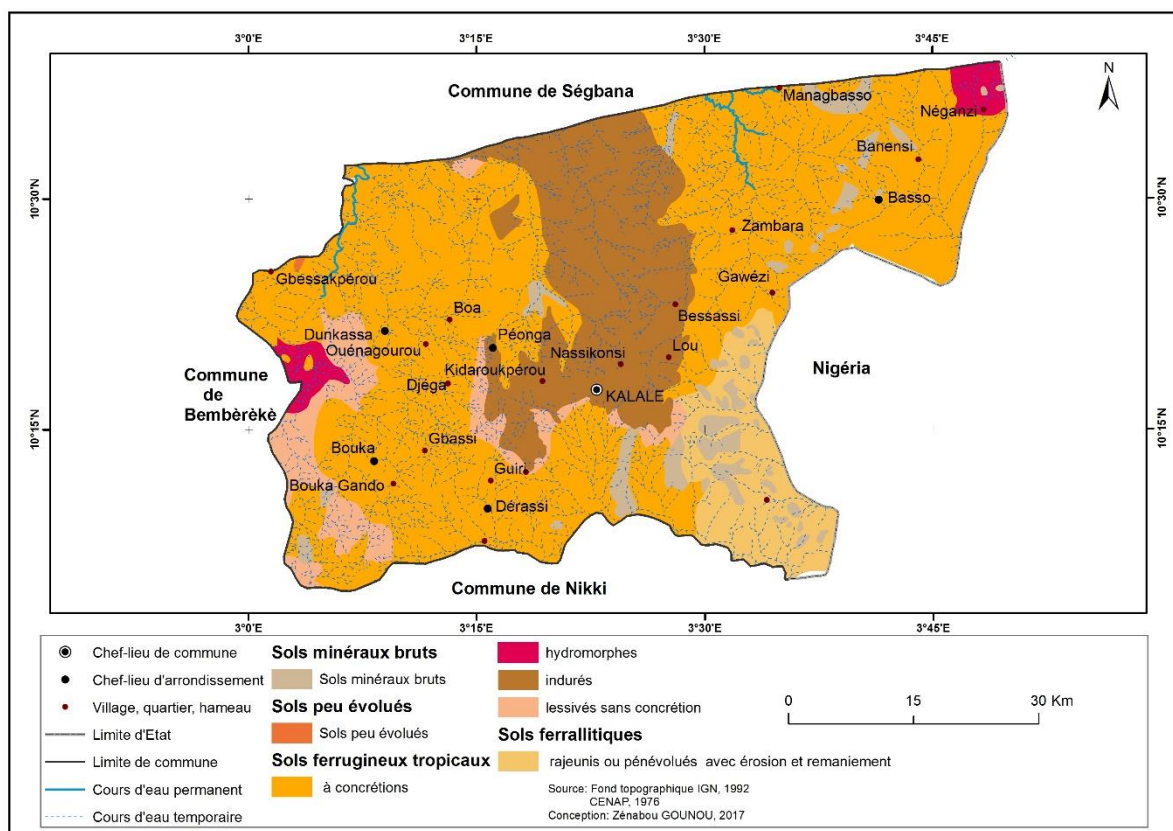 3°0'E 3°15'E 3°30'E 3°45'E
N
Commune de Ségbana
Managbasso
Néganzi
Banensi
10°30'N 10°30'N
Basso
Zambara
Gbessakpérou
Gawézi
Boa
Bessassi
Dunkassa
Péonga
Ouénagourou
Nassikonsi
Lou
Nigéria
Commune
de
Bembèrèkè
Kidaroukpérou
Djéga
KALALE
10°15'N 10°15'N
Gbassi
Bouka
Guiri
Bouka Gando
Dérassi
Commune de Nikki
3°0'E 3°15'E 3°30'E 3°45'E
Chef-lieu de commune
Chef-lieu d'arrondissement
Village, quartier, hameau
Limite d'Etat
Limite de commune
Cours d'eau permanent
Cours d'eau temporaire
Sols minéraux bruts
Sols minéraux bruts
Sols peu évolués
Sols peu évolués
Sols ferrugineux tropicaux
à concrétions
hydromorphes
indurés
lessivés sans concrétion
Sols ferrallitiques
rajeunis ou pénévolués avec érosion et remaniement
0 15 30 Km
Source: Fond topographique IGN, 1992
CENAP, 1976
Conception: Zénabou GOUNOU, 2017